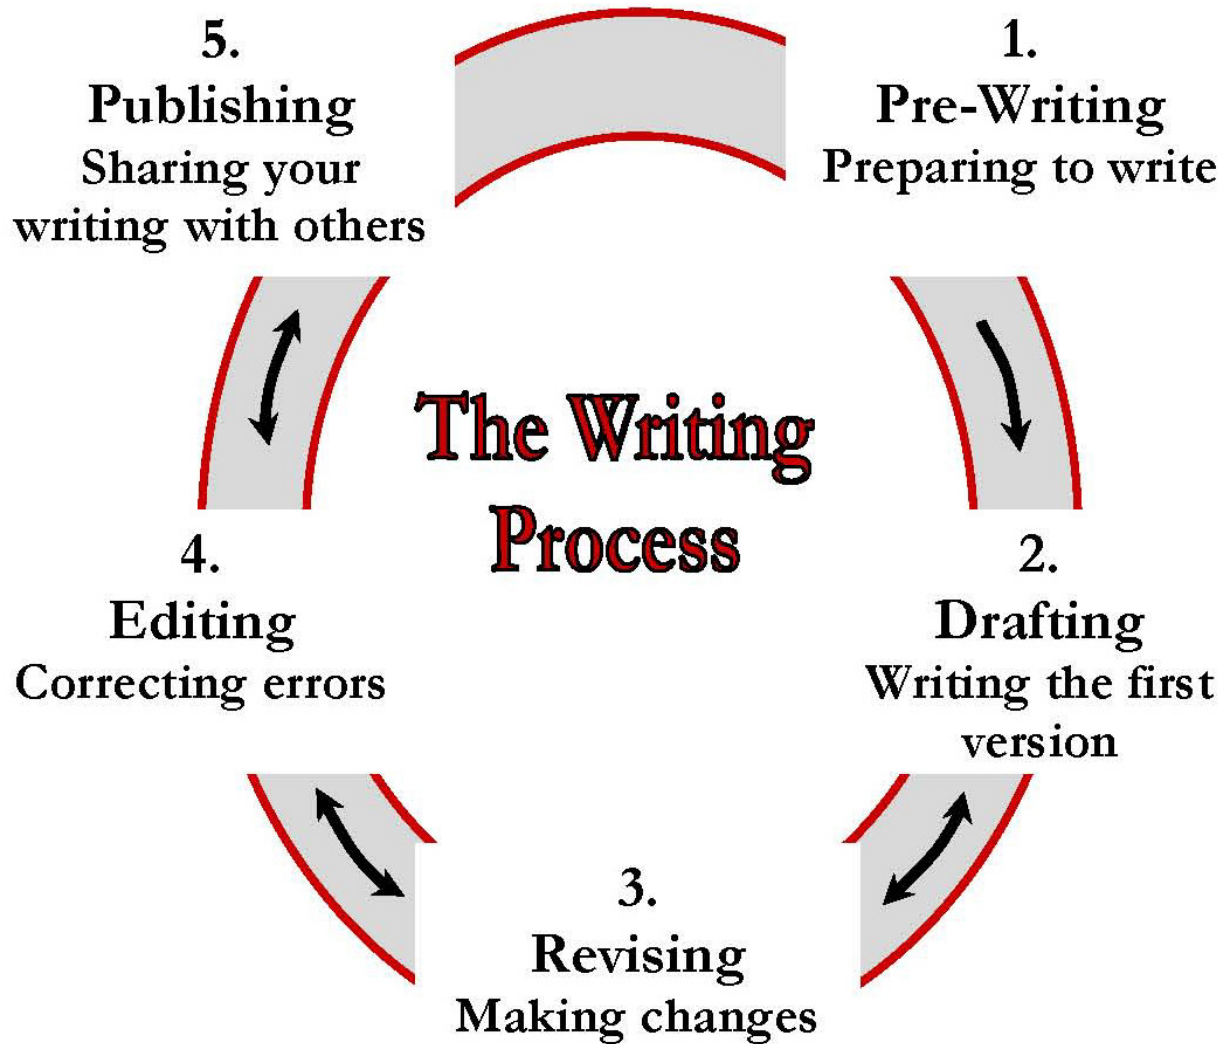 The Writing
Process
1.
Pre-Writing
Preparing to write
2.
Drafting
Writing the first
version
3.
Revising
Making changes
4.
Editing
Correcting errors
5.
Publishing
Sharing your
writing with others